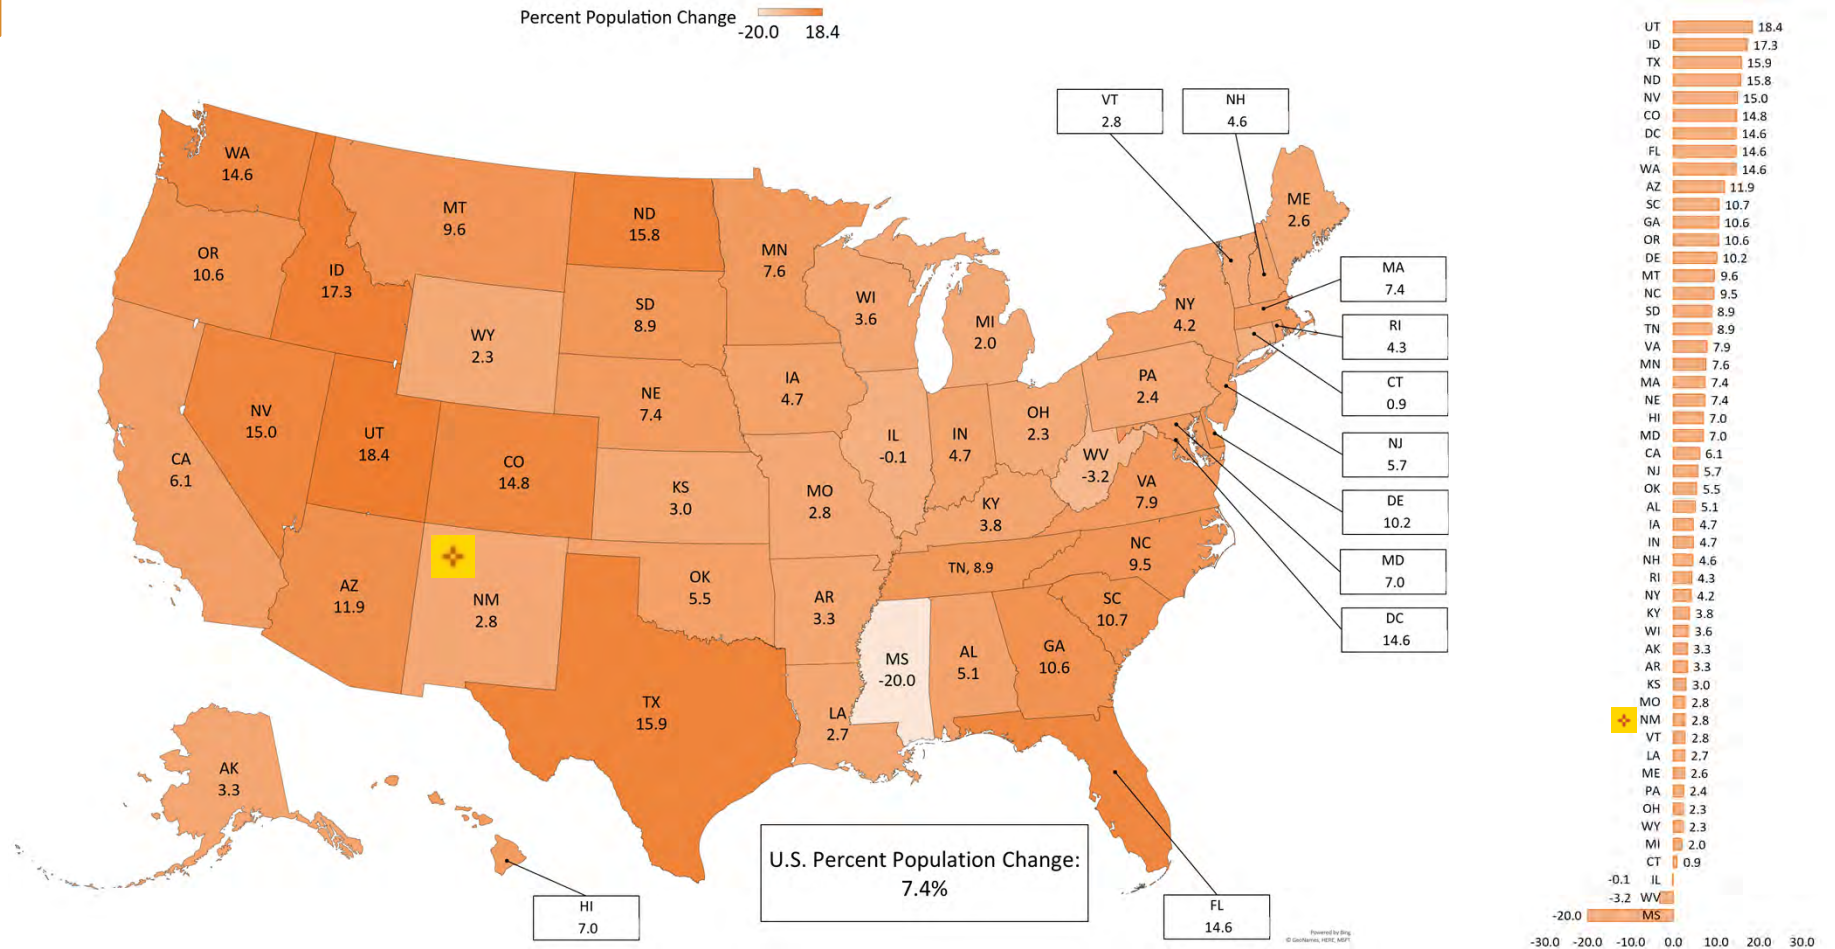 Percent Population Change
-20.0 18.4
WA
14.6
OR
10.6
CA
6.1
ID
17.3
NV
15.0
UT
18.4
AZ
11.9
MT
9.6
WY
2.3
CO
14.8
NM
2.8
ND
15.8
SD
8.9
NE
7.4
KS
3.0
OK
5.5
TX
15.9
MN
7.6
IA
4.7
MO
2.8
AR
3.3
LA
2.7
WI
3.6
IL
-0.1
MS
-20.0
MI
2.0
IN
4.7
OH
2.3
KY
3.8
TN, 8.9
AL
5.1
GA
10.6
SC
10.7
NC
9.5
VA
7.9
WV
-3.2
PA
2.4
NY
4.2
ME
2.6
VT
2.8
NH
4.6
MA
7.4
RI
4.3
CT
0.9
NJ
5.7
DE
10.2
MD
7.0
DC
14.6
FL
14.6
AK
3.3
HI
7.0
U.S. Percent Population Change:
7.4%
Powered by Bing
© GeoNames, HERE, MSFT
UT 18.4
ID 17.3
TX 15.9
ND 15.8
NV 15.0
CO 14.8
DC 14.6
FL 14.6
WA 14.6
AZ 11.9
SC 10.7
GA 10.6
OR 10.6
DE 10.2
MT 9.6
NC 9.5
SD 8.9
TN 8.9
VA 7.9
MN 7.6
MA 7.4
NE 7.4
HI 7.0
MD 7.0
CA 6.1
NJ 5.7
OK 5.5
AL 5.1
IA 4.7
IN 4.7
NH 4.6
RI 4.3
NY 4.2
KY 3.8
WI 3.6
AK 3.3
AR 3.3
KS 3.0
MO 2.8
NM 2.8
VT 2.8
LA 2.7
ME 2.6
PA 2.4
OH 2.3
WY 2.3
MI 2.0
CT 0.9
-0.1 IL
-3.2 WV
-20.0 MS
-30.0 -20.0 -10.0 0.0 10.0 20.0 30.0